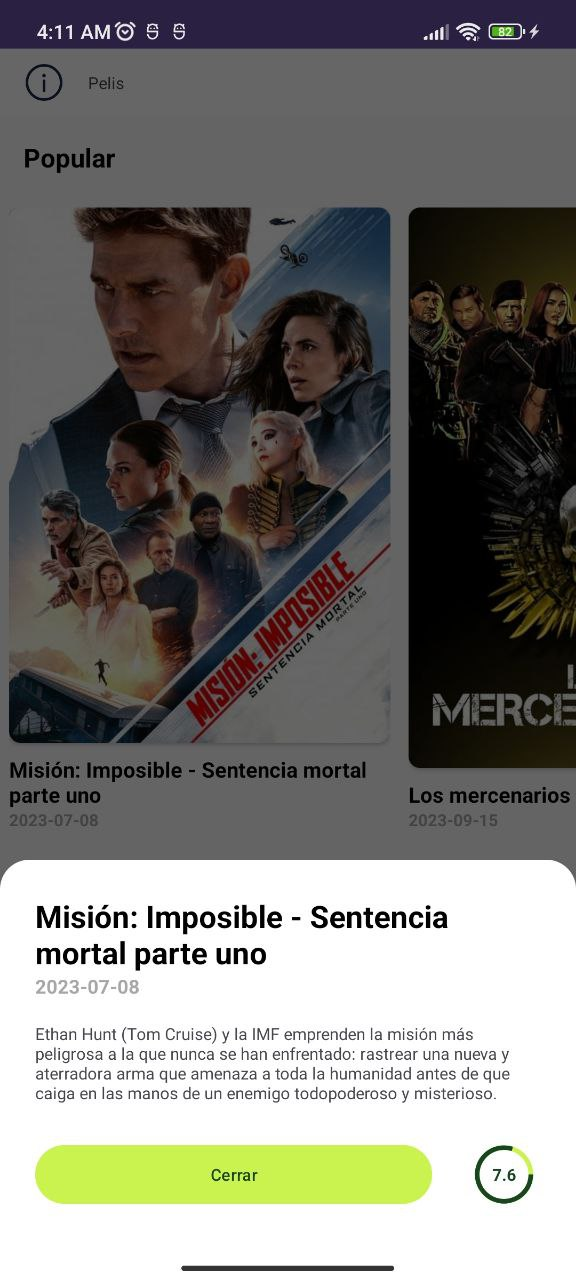 4:11 AM
82
Pelis
Popular
MISIÓN: IMPOSIBLE
SENTENCIA MORTAL
PARTE UNO
Misión: Imposible - Sentencia mortal
parte uno
2023-07-08
Los mercenarios
2023-09-15
Misión: Imposible - Sentencia
mortal parte uno
2023-07-08
Ethan Hunt (Tom Cruise) y la IMF emprenden la misión más
peligrosa a la que nunca se han enfrentado: rastrear una nueva y
aterradora arma que amenaza a toda la humanidad antes de que
caiga en las manos de un enemigo todopoderoso y misterioso.
Cerrar
7.6